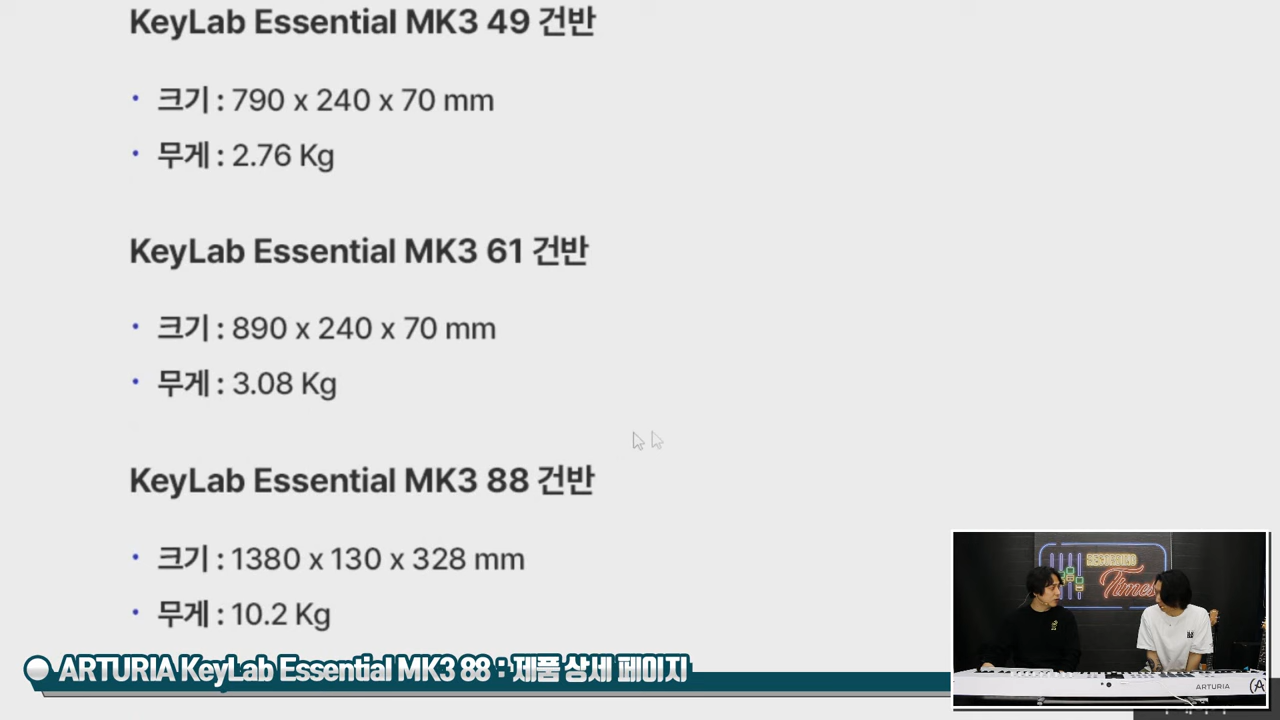 KeyLab Essential MK3 49 건반
크기 : 790 x 240 x 70 mm
무게 : 2.76 Kg
KeyLab Essential MK3 61 건반
크기 : 890 x 240 x 70 mm
무게 : 3.08 Kg
KeyLab Essential MK3 88 건반
크기 : 1380 x 130 x 328 mm
무게 : 10.2 Kg
RECORDING
Times
ARTURIA
ARTURIA KeyLab Essential MK3 88 : 제품 상세 페이지